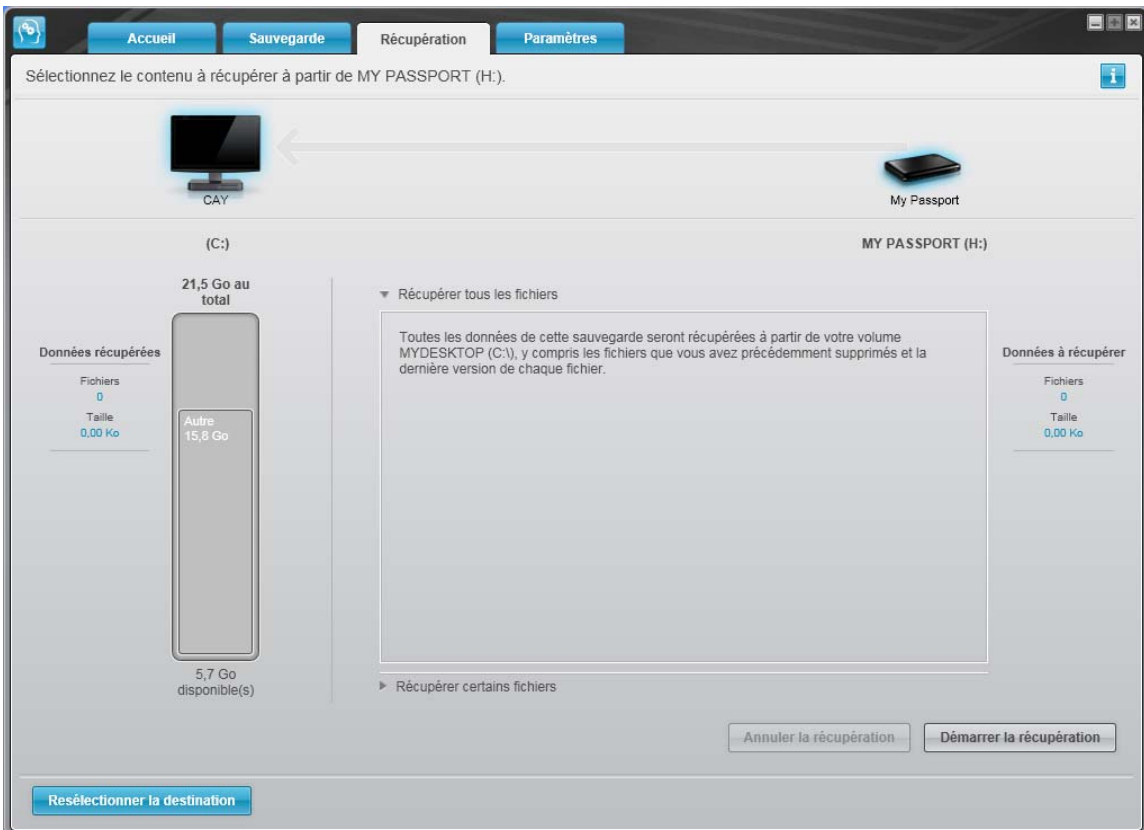 Accueil
Sauvegarde
Récupération
Paramètres
Sélectionnez le contenu à récupérer à partir de MY PASSPORT (H:).
i
CAY
My Passport
(C:)
MY PASSPORT (H:)
21,5 Go au
total
Données récupérées
Fichiers
0
Taille
0,00 Ko
Autre
15,8 Go
5,7 Go
disponible(s)
Récupérer tous les fichiers
Toutes les données de cette sauvegarde seront récupérées à partir de votre volume
MYDESKTOP (C:\), y compris les fichiers que vous avez précédemment supprimés et la
dernière version de chaque fichier.
Données à récupérer
Fichiers
0
Taille
0,00 Ko
Récupérer certains fichiers
Annuler la récupération
Démarrer la récupération
Resélectionner la destination